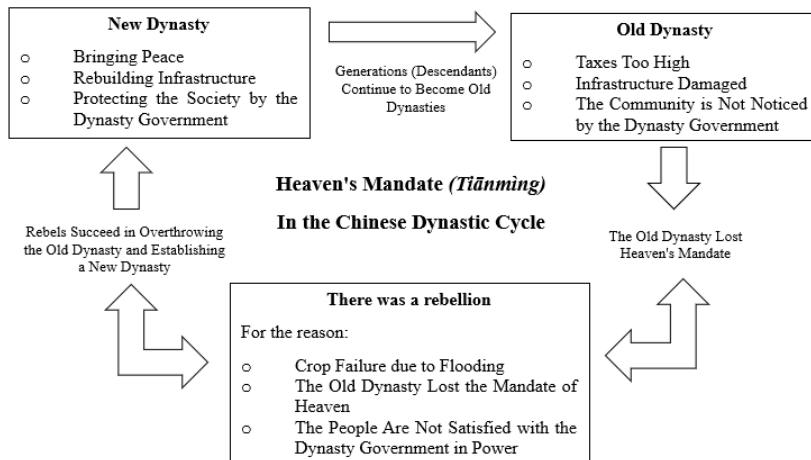 New Dynasty
o Bringing Peace
o Rebuilding Infrastructure
o Protecting the Society by the
Dynasty Government
Generations (Descendants)
Continue to Become Old
Dynasties
Old Dynasty
o Taxes Too High
o Infrastructure Damaged
o The Community is Not Noticed
by the Dynasty Government
Heaven's Mandate (Tiānmìng)
In the Chinese Dynastic Cycle
Rebels Succeed in Overthrowing
the Old Dynasty and Establishing
a New Dynasty
The Old Dynasty Lost
Heaven's Mandate
There was a rebellion
For the reason:
o Crop Failure due to Flooding
o The Old Dynasty Lost the Mandate of
Heaven
o The People Are Not Satisfied with the
Dynasty Government in Power